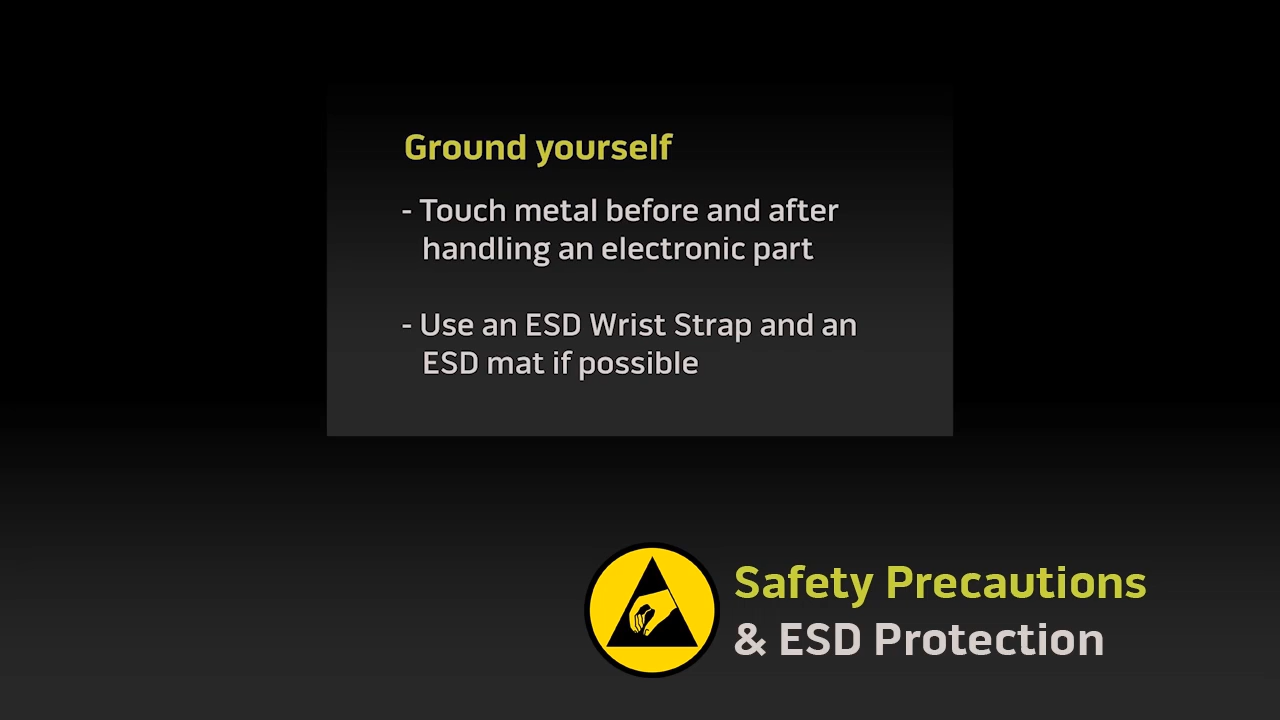 Ground yourself
- Touch metal before and after
handling an electronic part
- Use an ESD Wrist Strap and an
ESD mat if possible
Safety Precautions
& ESD Protection